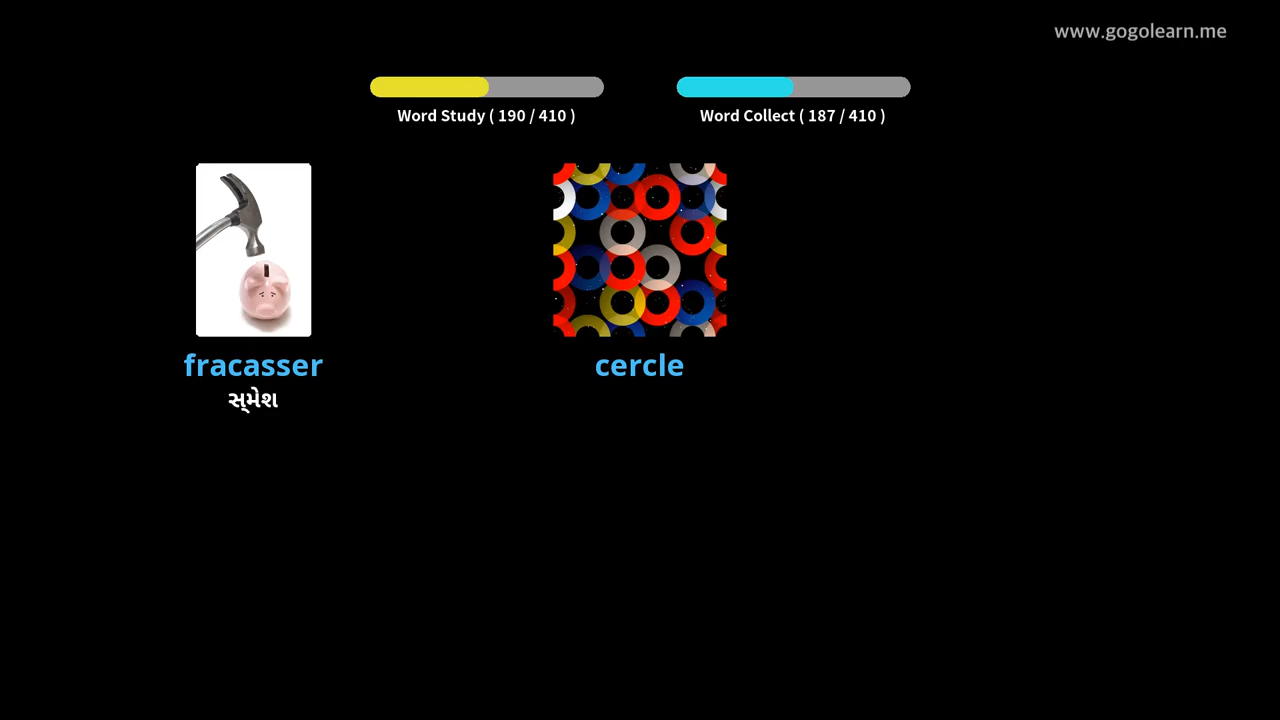 www.gogolearn.me
Word Study ( 190 / 410 )
Word Collect ( 187 / 410 )
fracasser
cercle
સ્મેશ